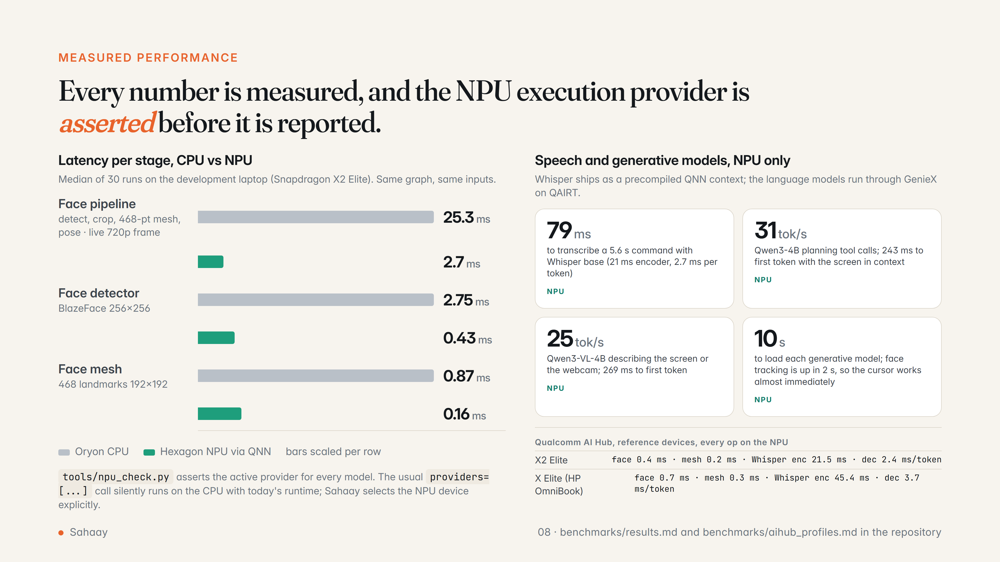 MEASURED PERFORMANCE
Every number is measured, and the NPU execution provider is
asserted before it is reported.
Latency per stage, CPU vs NPU
Median of 30 runs on the development laptop (Snapdragon X2 Elite). Same graph, same inputs.
Face pipeline
detect, crop, 468-pt mesh,
pose · live 720p frame
25.3 ms
2.7 ms
Face detector
BlazeFace 256×256
2.75 ms
0.43 ms
Face mesh
468 landmarks 192×192
0.87 ms
0.16 ms
Oryon CPU
Hexagon NPU via QNN
bars scaled per row
tools/npu_check.py asserts the active provider for every model. The usual providers=
[...] call silently runs on the CPU with today's runtime; Sahaay selects the NPU device
explicitly.
Speech and generative models, NPU only
Whisper ships as a precompiled QNN context; the language models run through GenieX
on QAIRT.
79 ms
to transcribe a 5.6 s command with
Whisper base (21 ms encoder, 2.7 ms per
token)
NPU
31 tok/s
Qwen3-4B planning tool calls; 243 ms to
first token with the screen in context
NPU
25 tok/s
Qwen3-VL-4B describing the screen or
the webcam; 269 ms to first token
NPU
10 s
to load each generative model; face
tracking is up in 2 s, so the cursor works
almost immediately
NPU
Qualcomm AI Hub, reference devices, every op on the NPU
X2 Elite
face 0.4 ms · mesh 0.2 ms · Whisper enc 21.5 ms · dec 2.4 ms/token
X Elite (HP
OmniBook)
face 0.7 ms · mesh 0.3 ms · Whisper enc 45.4 ms · dec 3.7
ms/token
Sahaay
08 · benchmarks/results.md and benchmarks/aihub_profiles.md in the repository